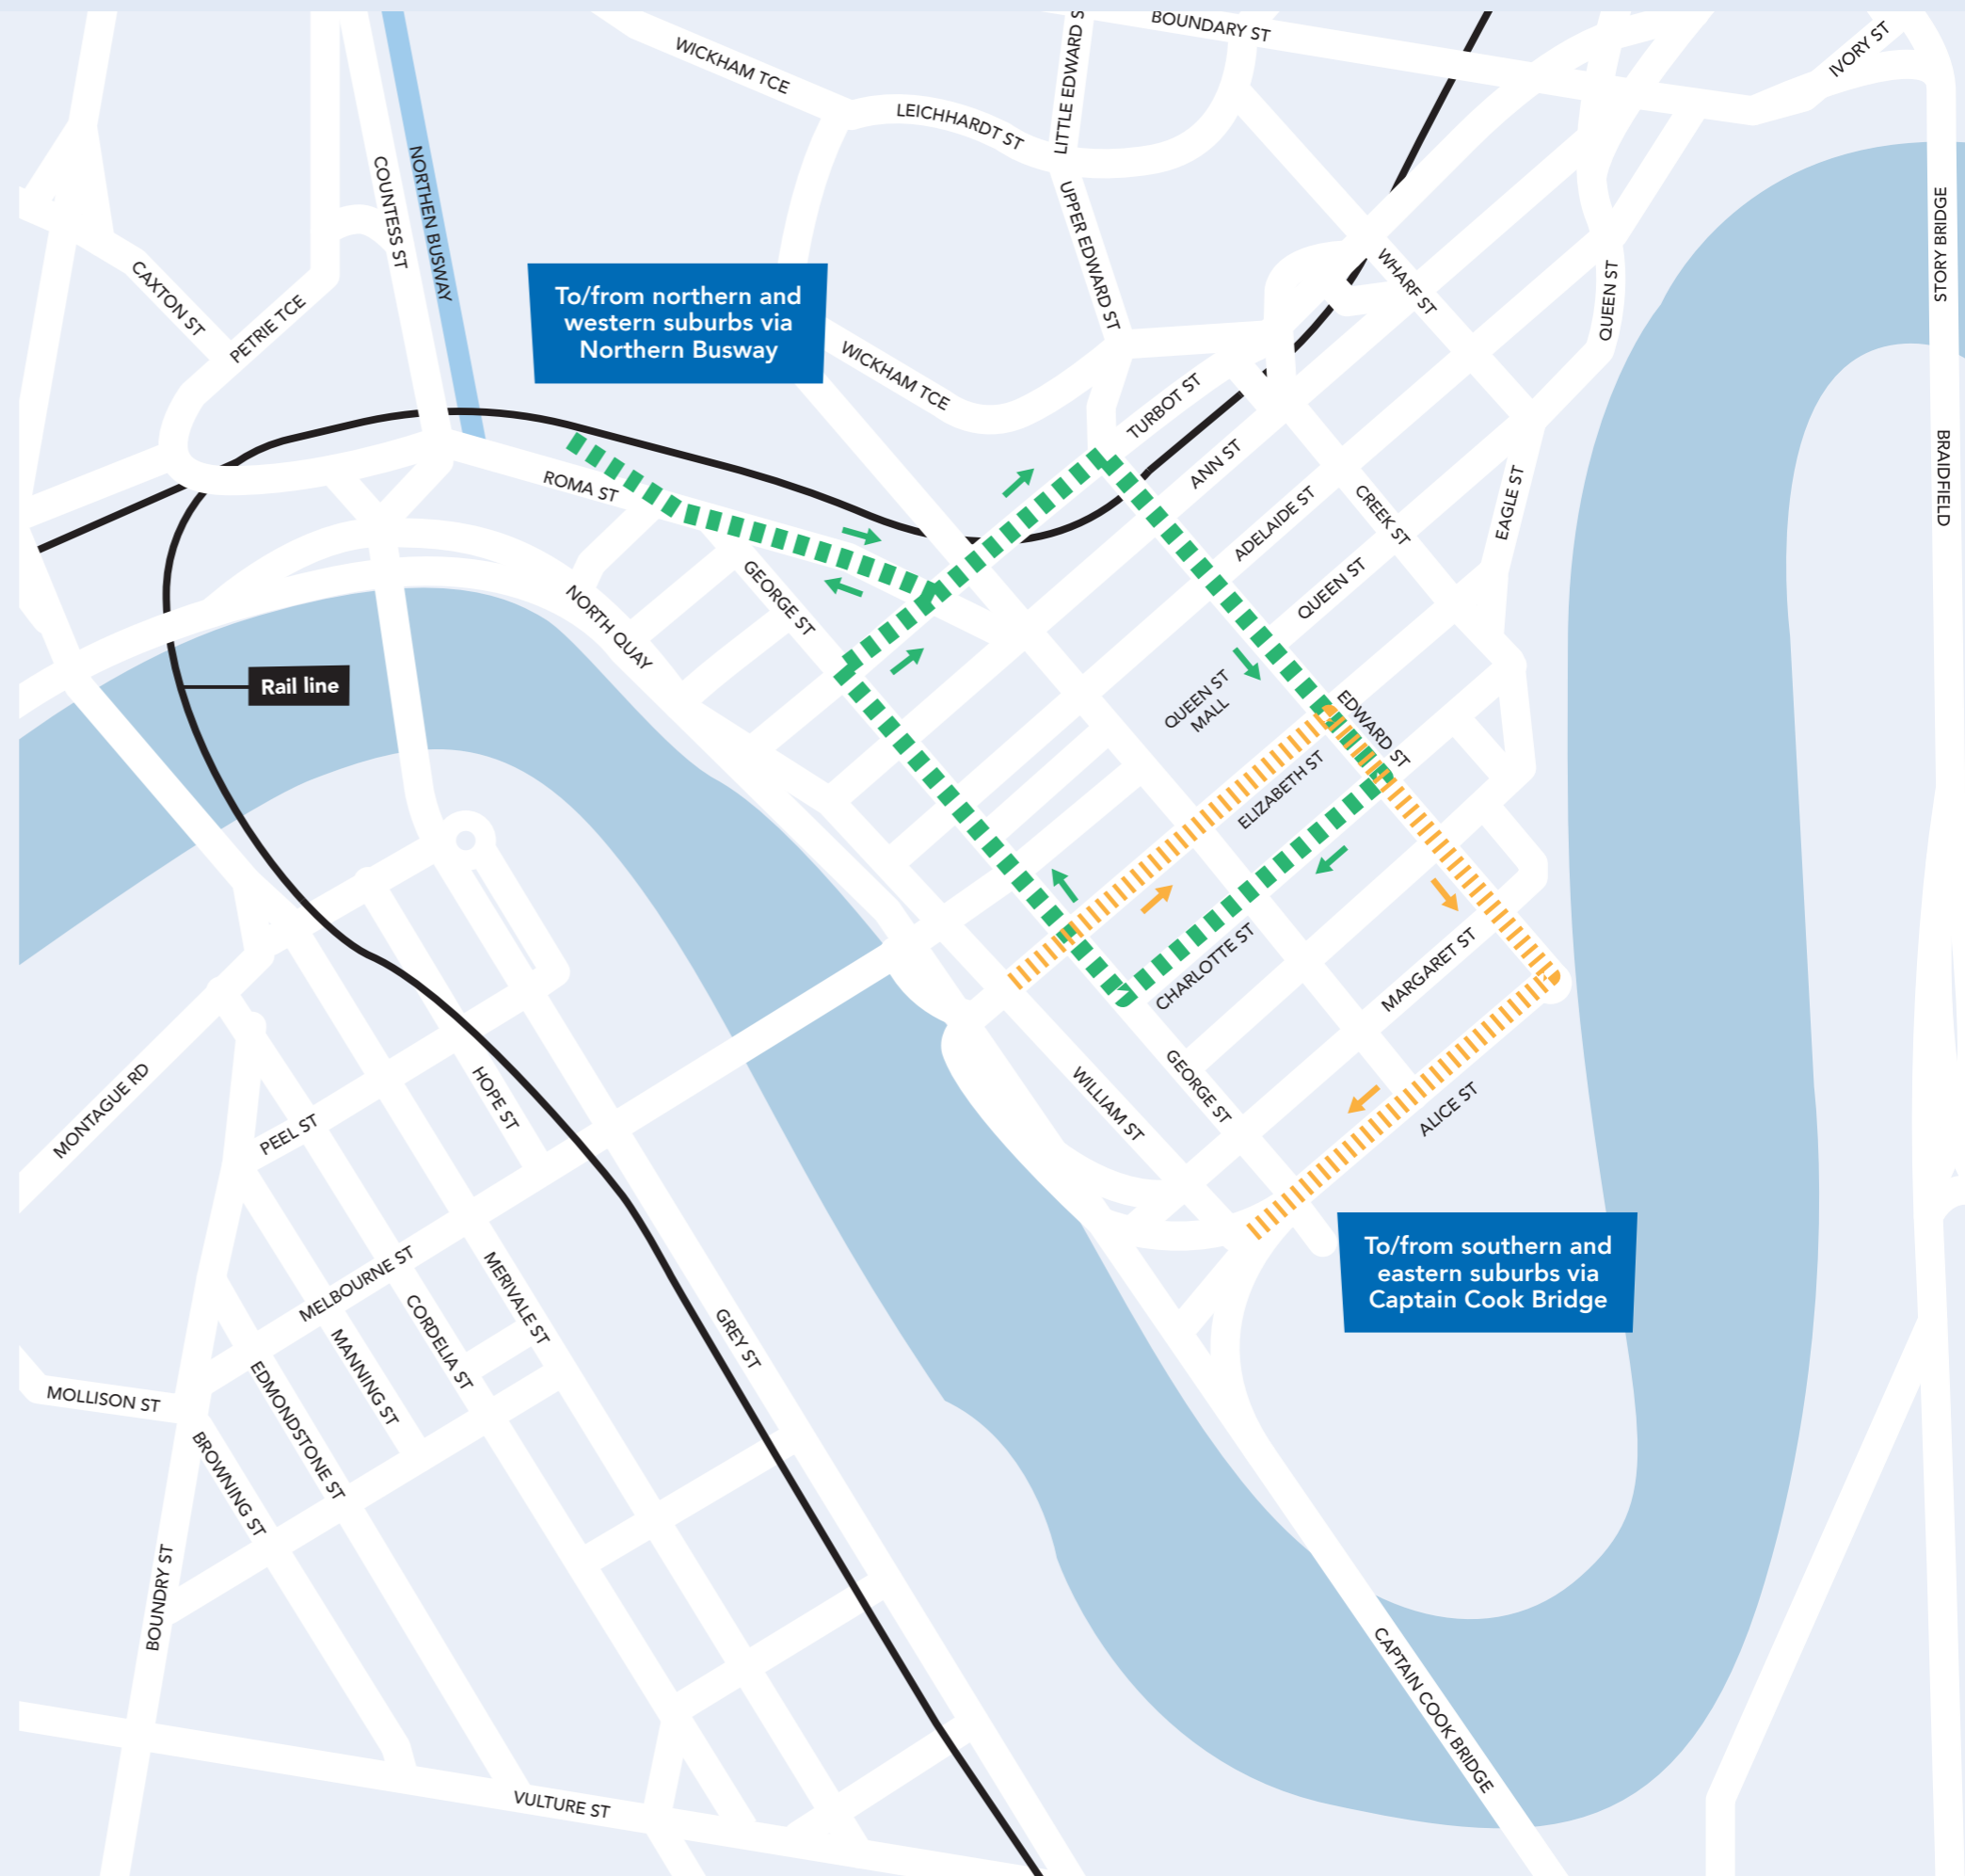 BOUNDARY ST
LITTLE EDWARD S
IVORY ST
WICKHAM TCE
LEICHHARDT ST
COUNTESS ST
NORTHEN BUSWAY
UPPER EDWARD ST
STORY BRIDGE
WHARF ST
QUEEN ST
CAXTON ST
PETRIE TCE
To/from northern and
western suburbs via
Northern Busway
WICKHAM TCE
TURBOT ST
ANN ST
ROMA ST
BRAIDFIELD
EAGLE ST
CREEK ST
ADELAIDE ST
QUEEN ST
GEORGE ST
NORTH QUAY
Rail line
QUEEN ST
MALL
EDWARD ST
ELIZABETH ST
CHARLOTTE ST
MARGARET ST
MONTAGUE RD
PEEL ST
HOPE ST
WILLIAM ST
GEORGE ST
ALICE ST
To/from southern and
eastern suburbs via
Captain Cook Bridge
MELBOURNE ST
MERIVALE ST
CORDELIA ST
MANNING ST
GREY ST
MOLLISON ST
EDMONDSTONE ST
BROWNING ST
BOUNDRY ST
CAPTAIN COOK BRIDGE
VULTURE ST